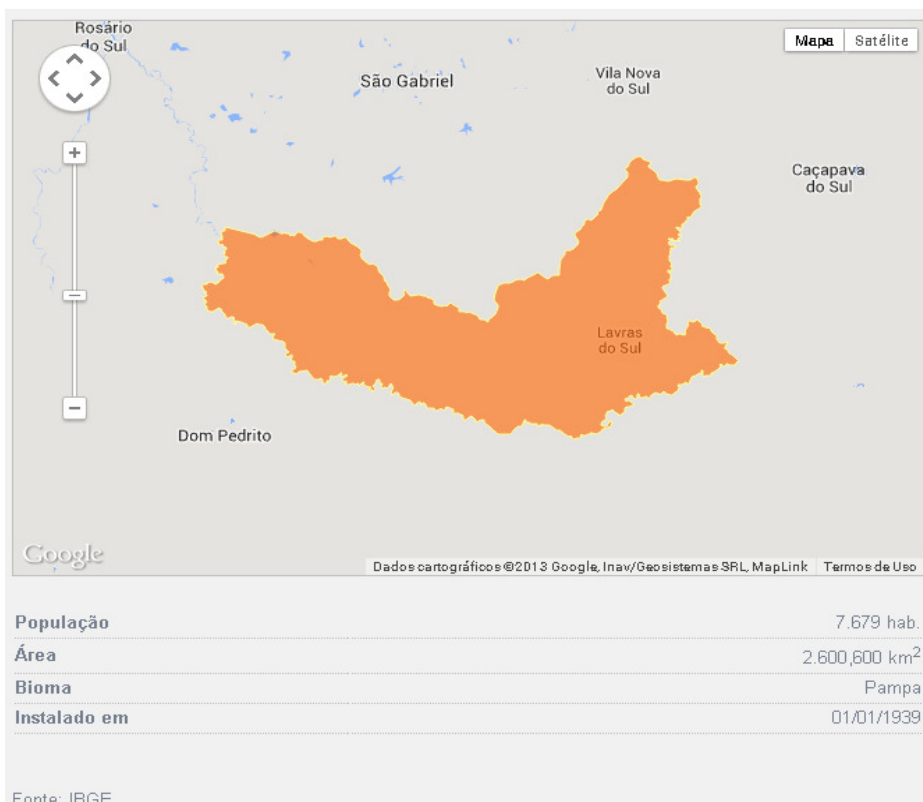 Rosário
do Sul
Mapa
Satélite
São Gabriel
Vila Nova
do Sul
Caçapava
do Sul
Lavras
do Sul
Dom Pedrito
Google
Dados cartográficos ©2013 Google, Inav/Geosistemas SRL, MapLink
Termos de Uso
População 7.679 hab.
Área 2.600,600 km²
Bioma Pampa
Instalado em 01/01/1939
Fonte: IBGE